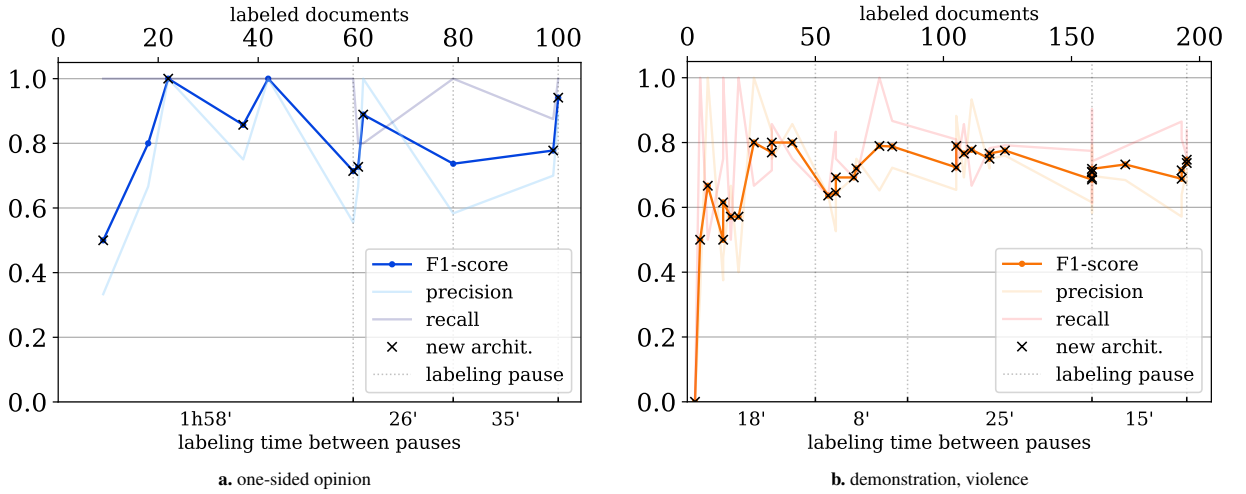 labeled documents
0 20 40 60 80 100
1.0
0.8
0.6
0.4
0.2
0.0
F1-score
precision
recall
new archit.
labeling pause
1h58' 26' 35'
labeling time between pauses
a. one-sided opinion
labeled documents
0 50 100 150 200
1.0
0.8
0.6
0.4
0.2
0.0
F1-score
precision
recall
new archit.
labeling pause
18' 8' 25' 15'
labeling time between pauses
b. demonstration, violence